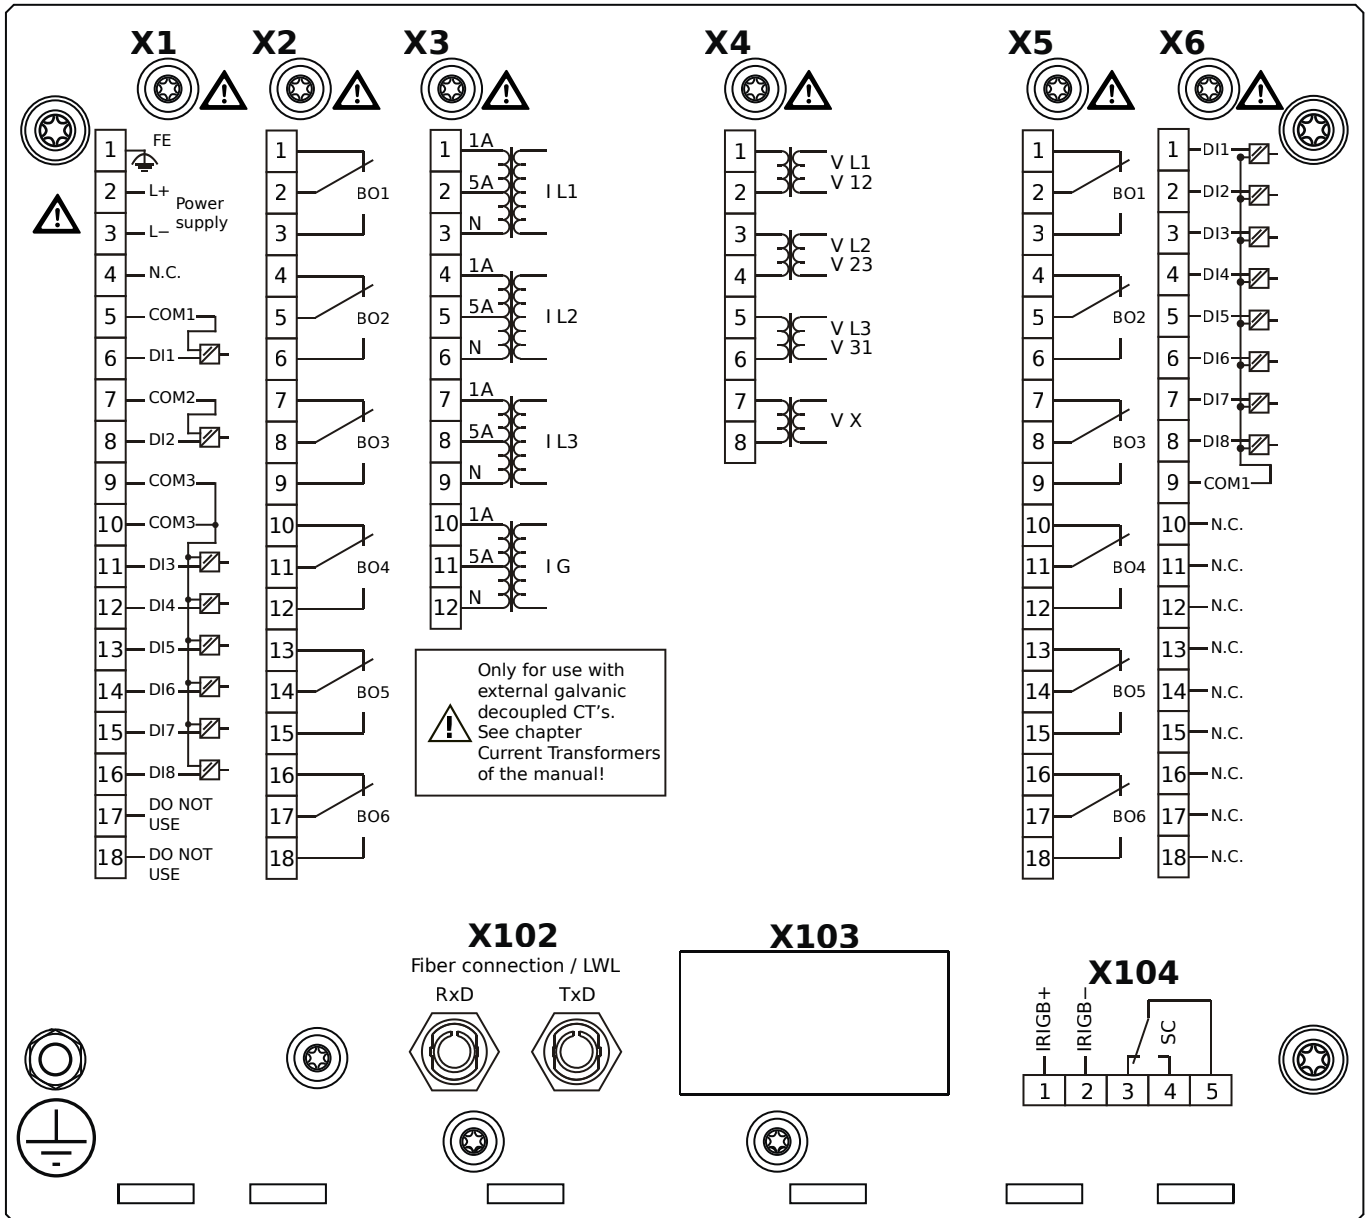 X1
X2
X3
X4
X5
X6
1 FE
2 L+
Power
supply
3 L−
4 N.C.
5 COM1
6 DI1
7 COM2
8 DI2
9 COM3
10 COM3
11 DI3
12 DI4
13 DI5
14 DI6
15 DI7
16 DI8
17 DO NOT
USE
18 DO NOT
USE
1
2 BO1
3
4
5 BO2
6
7
8 BO3
9
10
11 BO4
12
13
14 BO5
15
16
17 BO6
18
1 1A
2 5A I L1
3 N
4 1A
5 5A I L2
6 N
7 1A
8 5A I L3
9 N
10 1A
11 5A I G
12 N
Only for use with
external galvanic
decoupled CT's.
See chapter
Current Transformers
of the manual!
1 V L1
2 V 12
3 V L2
4 V 23
5 V L3
6 V 31
7 V X
8
1
2 BO1
3
4
5 BO2
6
7
8 BO3
9
10
11 BO4
12
13
14 BO5
15
16
17 BO6
18
1 DI1
2 DI2
3 DI3
4 DI4
5 DI5
6 DI6
7 DI7
8 DI8
9 COM1
10 N.C.
11 N.C.
12 N.C.
13 N.C.
14 N.C.
15 N.C.
16 N.C.
17 N.C.
18 N.C.
X102
Fiber connection / LWL
RxD TxD
X103
X104
IRIGB+
IRIGB−
SC
1 2 3 4 5